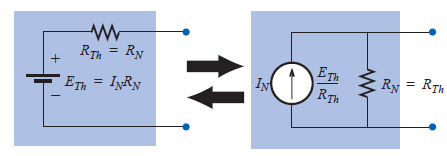 R_Th = R_N
+
E_Th = I_N R_N
–
I_N
E_Th
R_Th
R_N = R_Th